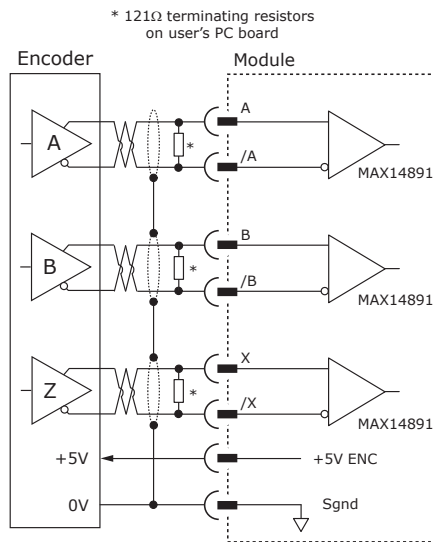 * 121Ω terminating resistors
on user's PC board
Encoder
Module
A
A
*
/A
MAX14891
B
B
*
/B
MAX14891
Z
X
*
/X
MAX14891
+5V
+5V ENC
0V
Sgnd